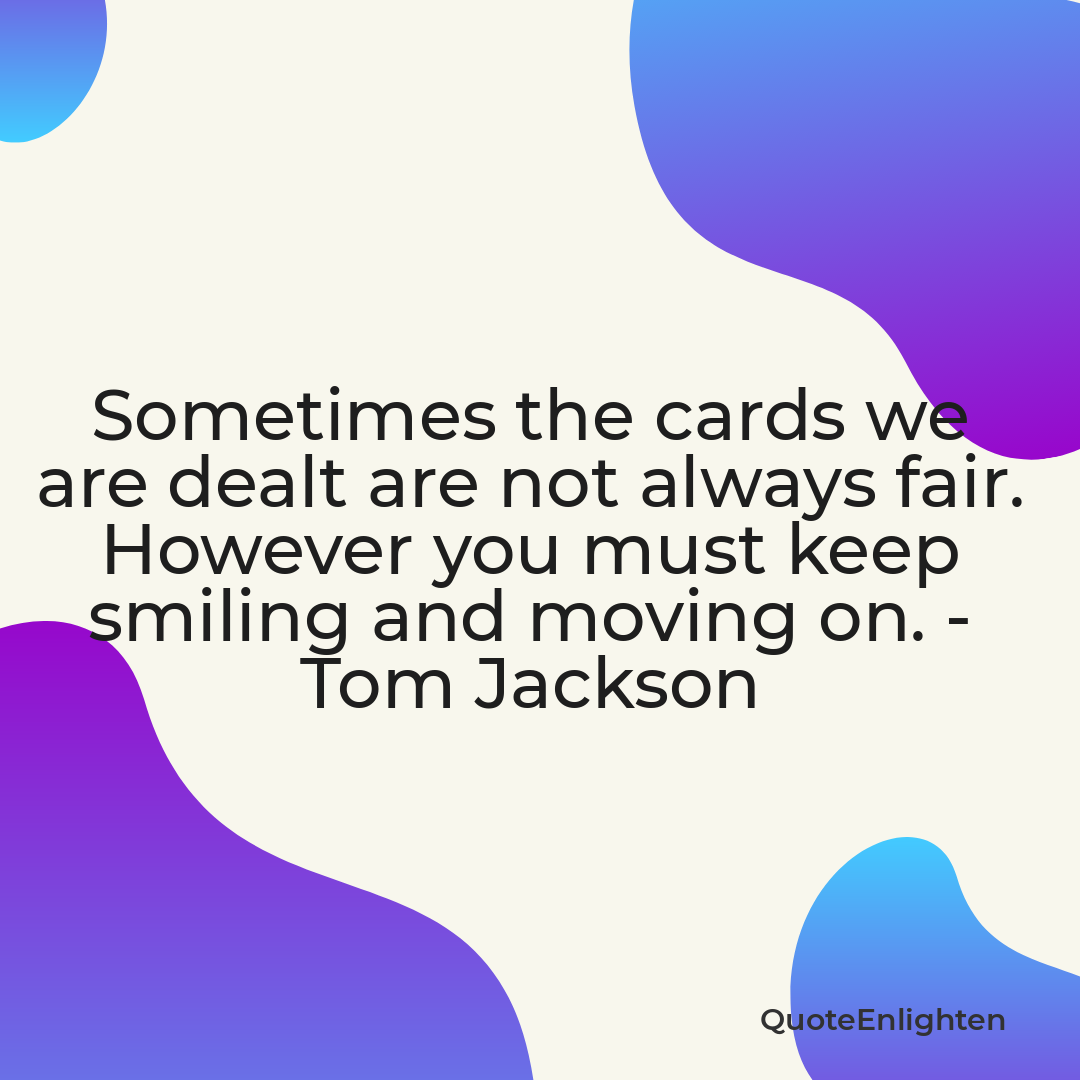 Sometimes the cards we
are dealt are not always fair.
However you must keep
smiling and moving on. -
Tom Jackson
QuoteEnlighten